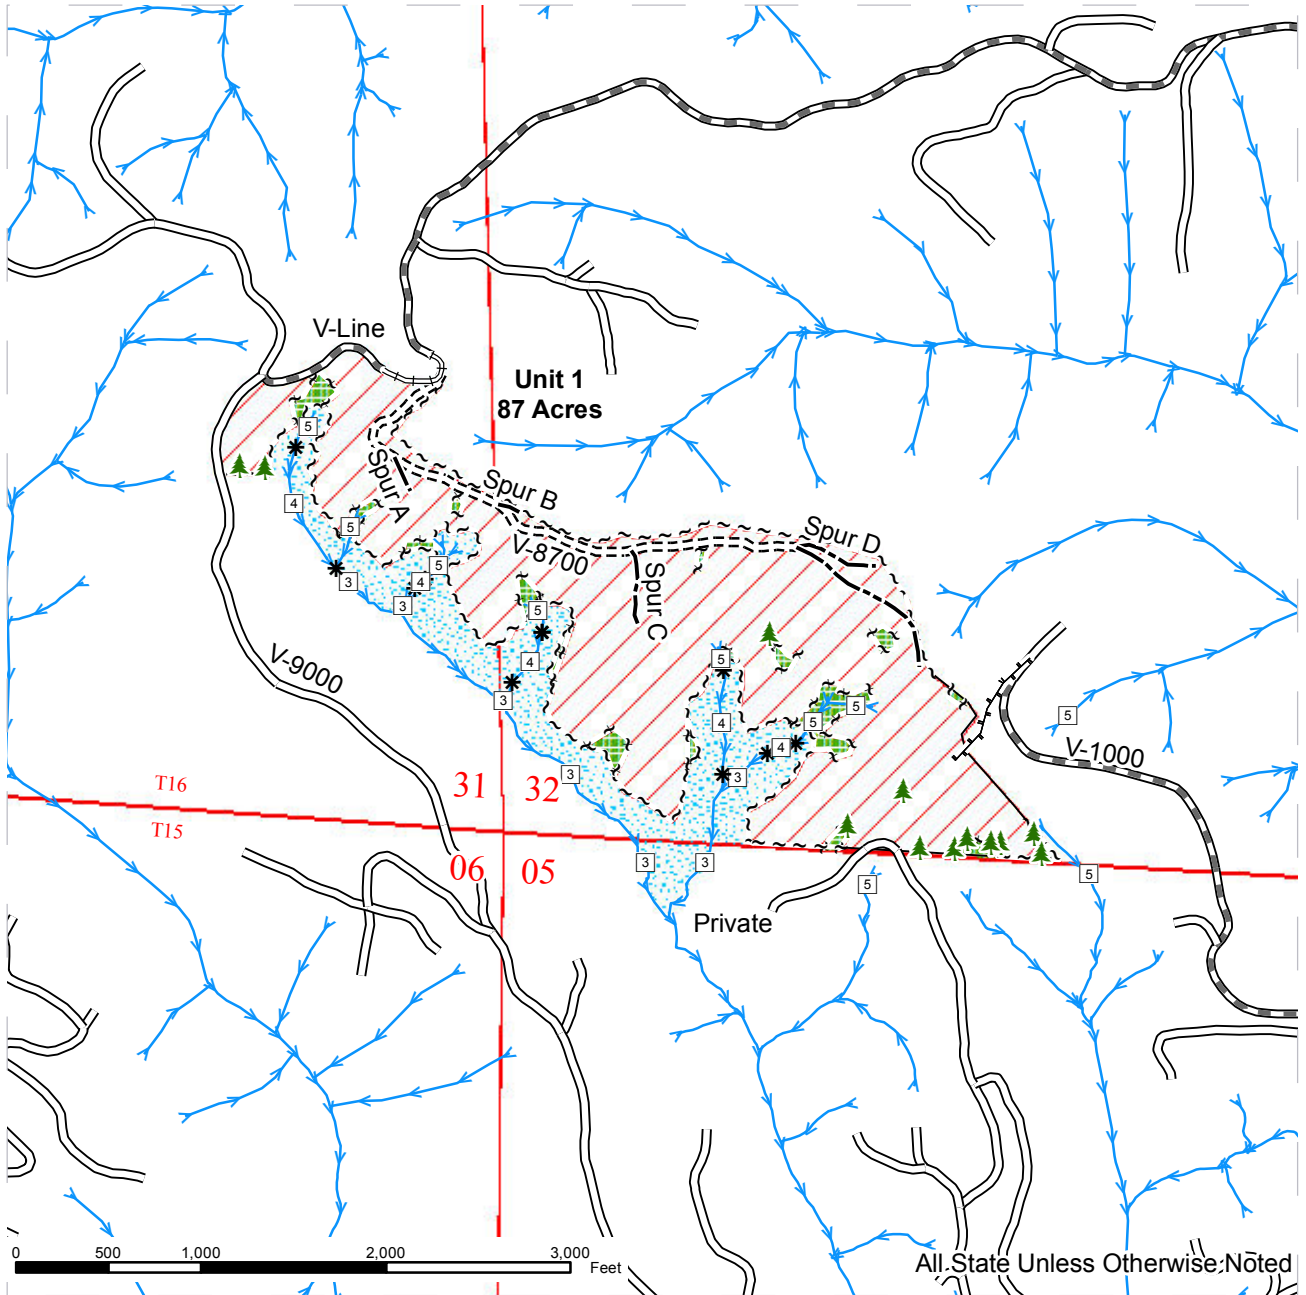 V-Line
Unit 1
87 Acres
5
4
5
3
Spur A
Spur B
V-8700
Spur C
Spur D
5
4
3
5
4
3
5
4
3
5
5
4
3
3
V-9000
5
V-1000
T16
T15
31
32
06
05
3
3
5
5
Private
0
500
1,000
2,000
3,000
Feet
All State Unless Otherwise Noted